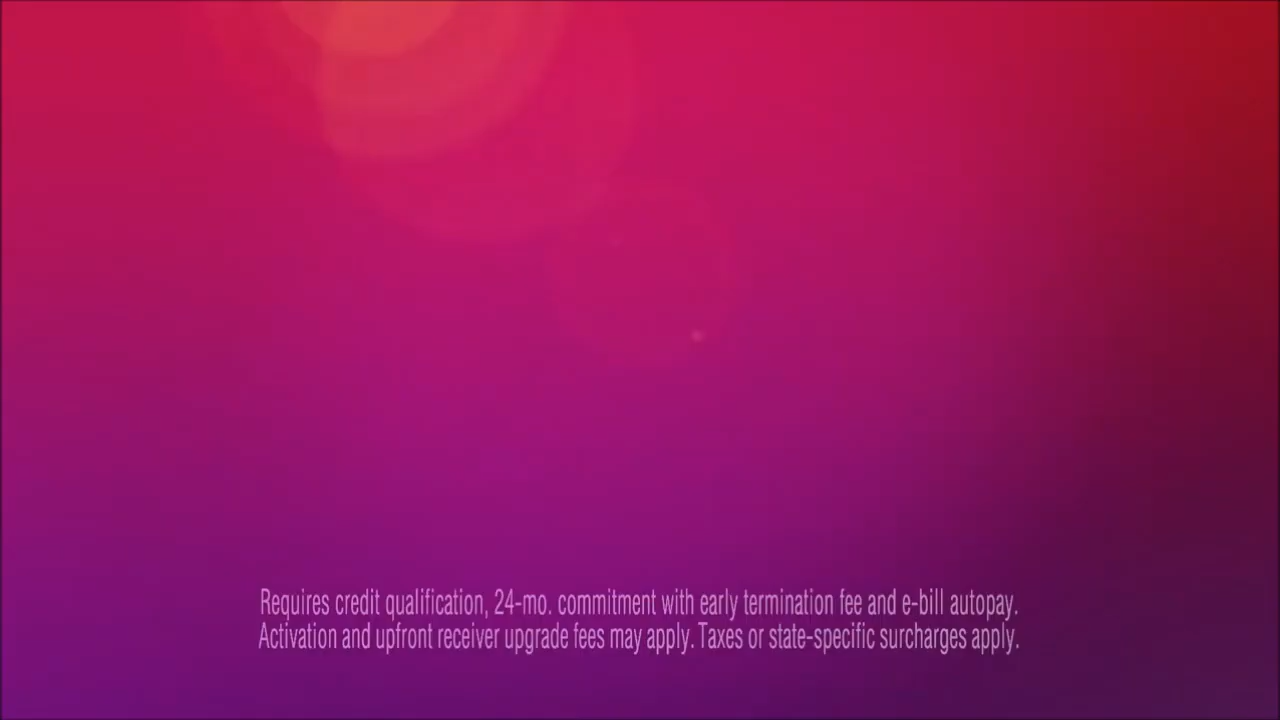 Requires credit qualification, 24-mo. commitment with early termination fee and e-bill autopay.
Activation and upfront receiver upgrade fees may apply. Taxes or state-specific surcharges apply.